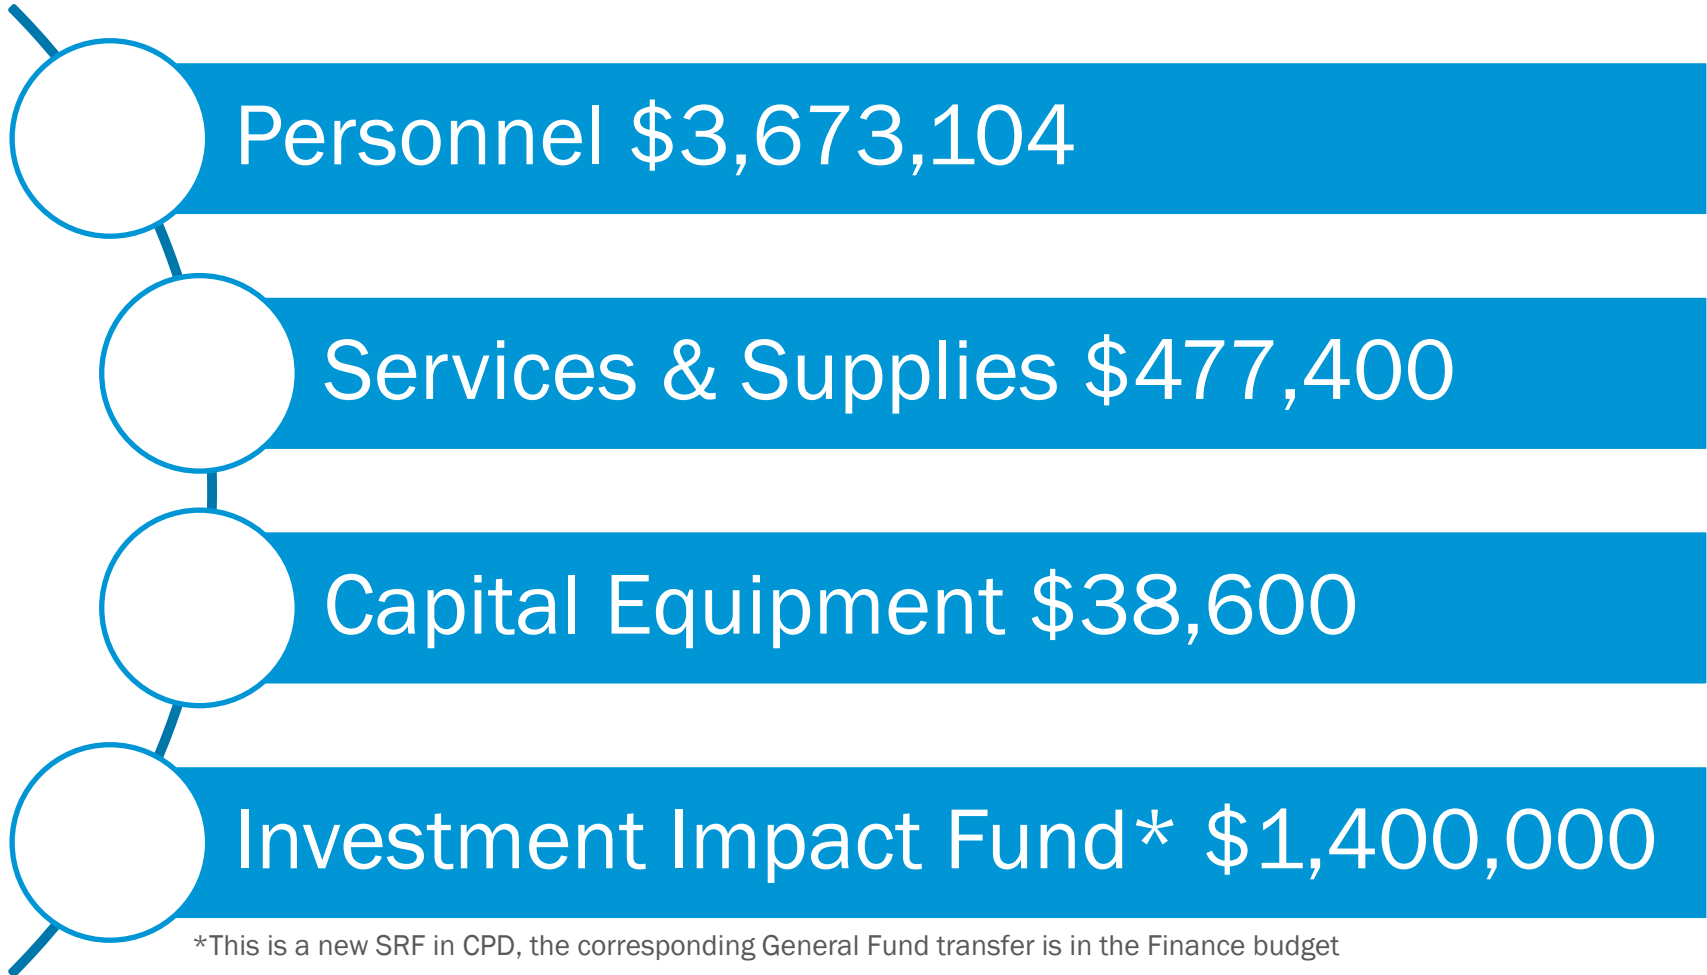 Personnel $3,673,104
Services & Supplies $477,400
Capital Equipment $38,600
Investment Impact Fund* $1,400,000
*This is a new SRF in CPD, the corresponding General Fund transfer is in the Finance budget